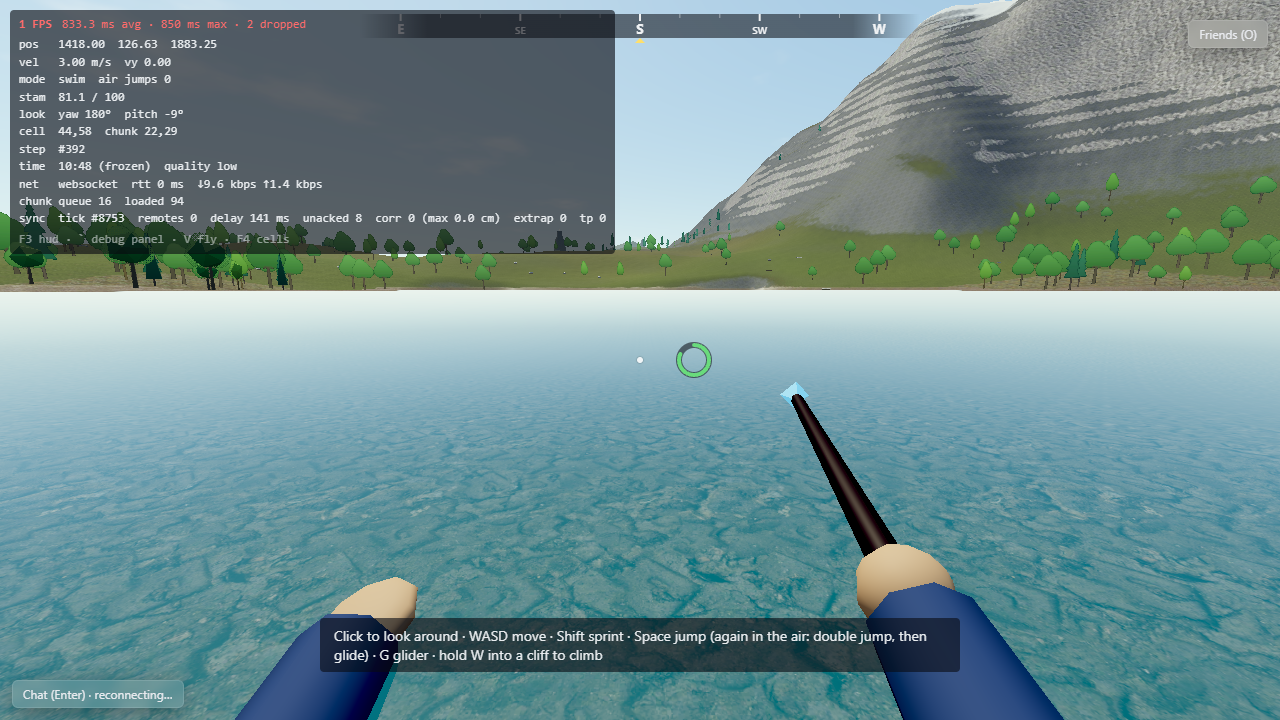 1 FPS 833.3 ms avg · 850 ms max · 2 dropped
pos 1418.00 126.63 1883.25
vel 3.00 m/s vy 0.00
mode swim air jumps 0
stam 81.1 / 100
look yaw 180° pitch -9°
cell 44,58 chunk 22,29
step #392
time 10:48 (frozen) quality low
net websocket rtt 0 ms ↓9.6 kbps ↑1.4 kbps
chunk queue 16 loaded 94
sync tick #8753 remotes 0 delay 141 ms unacked 8 corr 0 (max 0.0 cm) extrap 0 tp 0
F3 hud · ` debug panel · V fly · F4 cells
E SE S SW W
Friends (O)
Click to look around · WASD move · Shift sprint · Space jump (again in the air: double jump, then
glide) · G glider · hold W into a cliff to climb
Chat (Enter) · reconnecting...